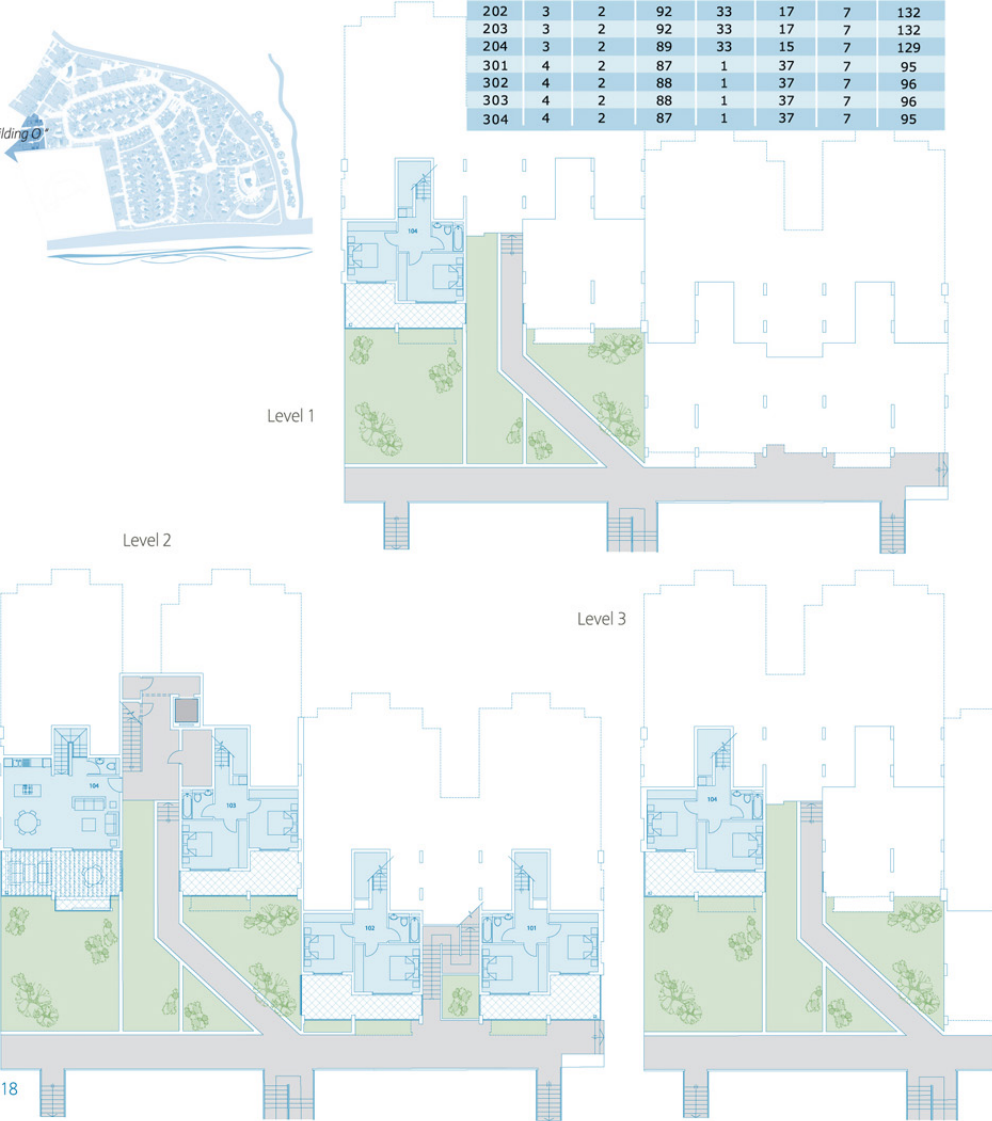 202 3 2 92 33 17 7 132
203 3 2 92 33 17 7 132
204 3 2 89 33 15 7 129
301 4 2 87 1 37 7 95
302 4 2 88 1 37 7 96
303 4 2 88 1 37 7 96
304 4 2 87 1 37 7 95
ilding O"
104
Level 1
Level 2
Level 3
104
103
104
102
101
18